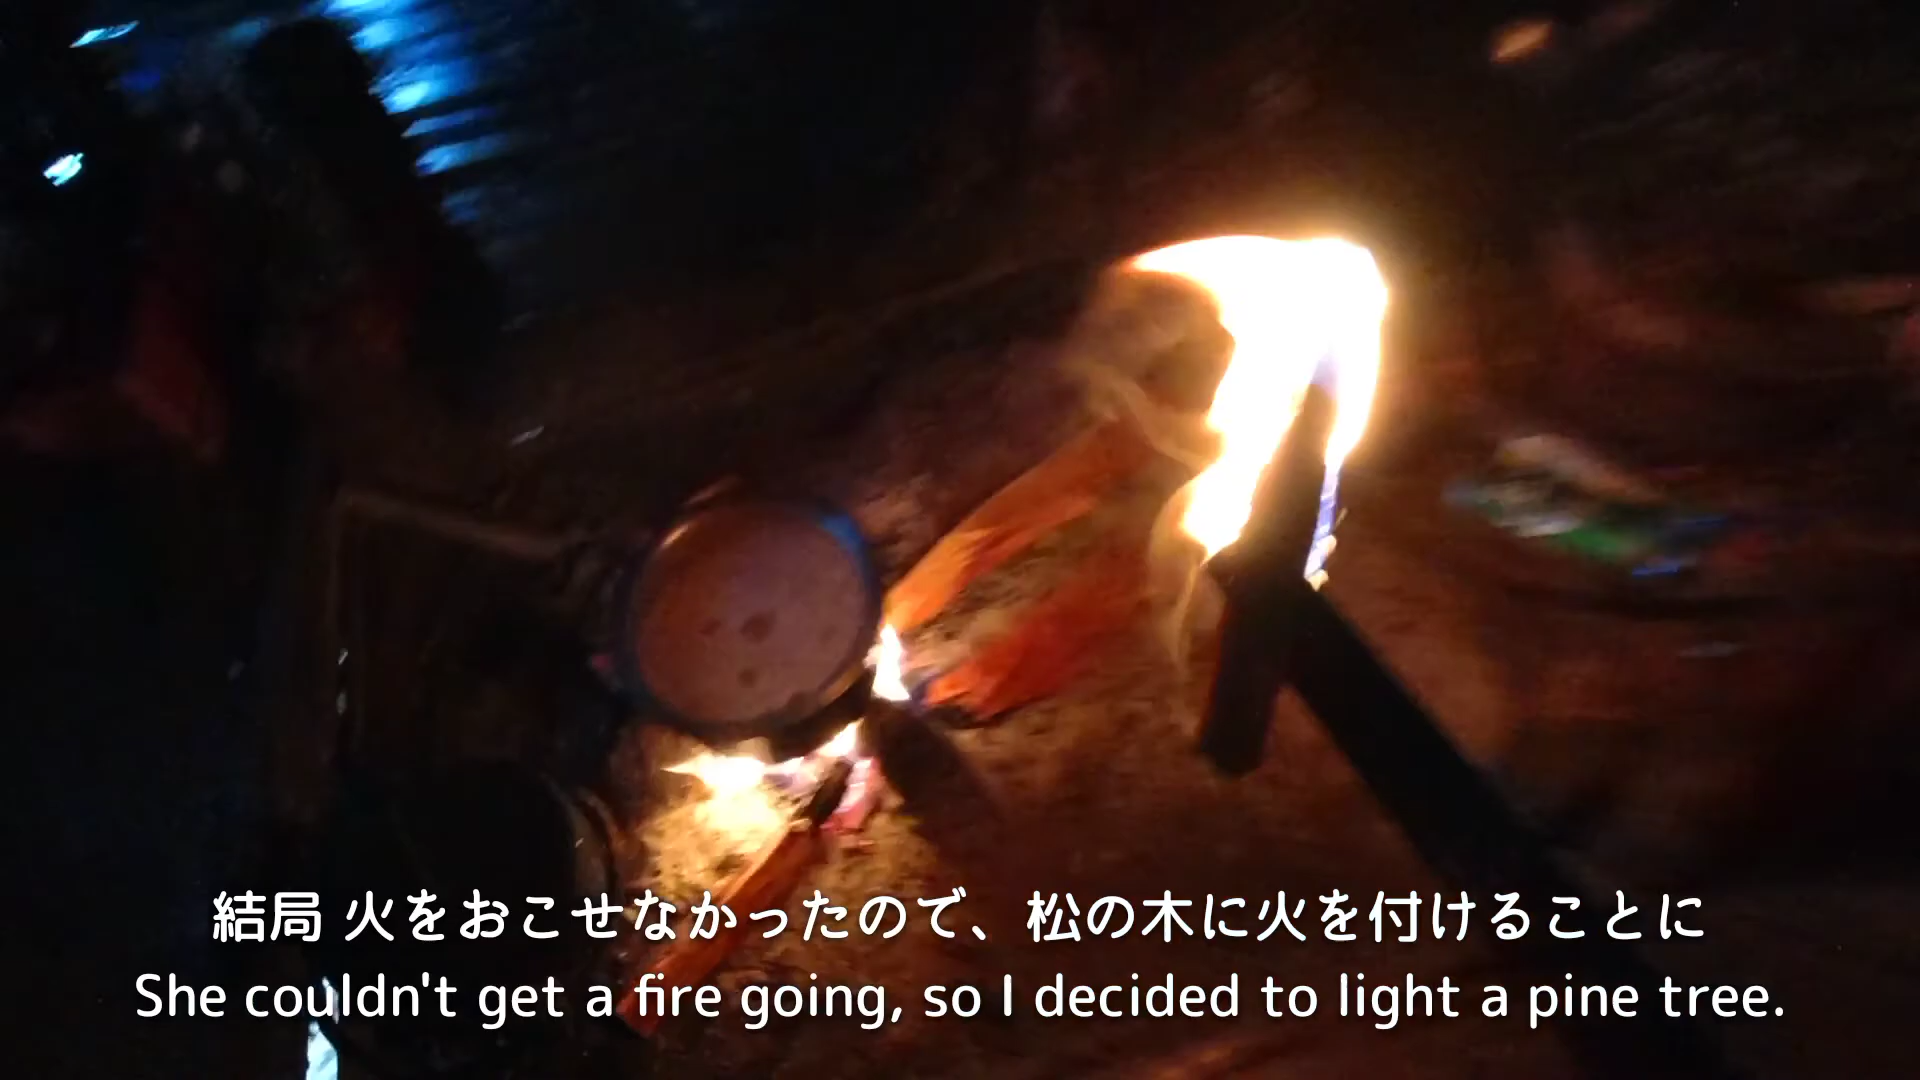 結局 火をおこせなかったので、松の木に火を付けることに
She couldn't get a fire going, so I decided to light a pine tree.